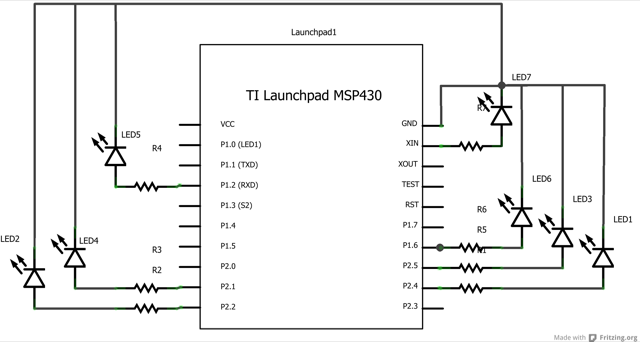 Launchpad1
TI Launchpad MSP430
LED7
VCC
GND
P1.0 (LED1)
XIN
P1.1 (TXD)
XOUT
P1.2 (RXD)
TEST
P1.3 (S2)
RST
P1.4
P1.7
P1.5
P1.6
P2.0
P2.5
P2.1
P2.4
P2.2
P2.3
LED5
R4
LED6
R6
LED3
R5
LED1
LED2
LED4
R3
R2
Made with Fritzing.org